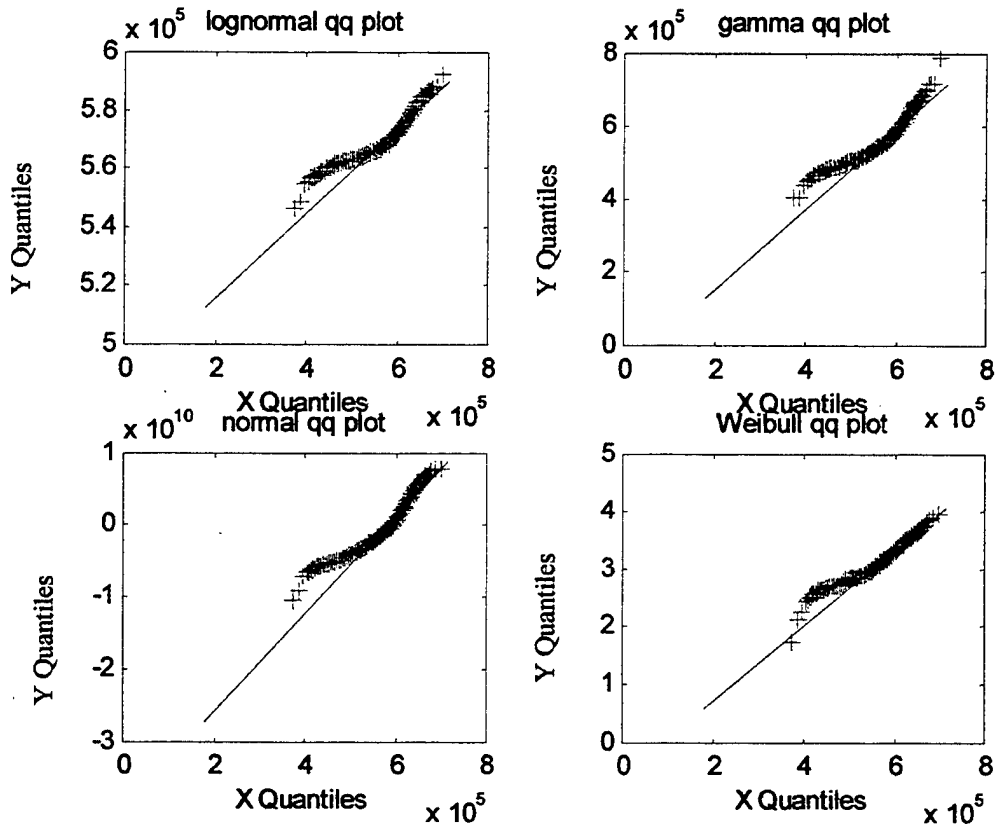 x 10^5 lognormal qq plot
6
5.8
5.6
5.4
5.2
5
Y Quantiles
0 2 4 6 8
X Quantiles
x 10^5
x 10^5 gamma qq plot
8
6
4
2
0
Y Quantiles
0 2 4 6 8
X Quantiles
x 10^5
x 10^10 normal qq plot
1
0
-1
-2
-3
Y Quantiles
0 2 4 6 8
X Quantiles
x 10^5
Weibull qq plot
5
4
3
2
1
0
Y Quantiles
0 2 4 6 8
X Quantiles
x 10^5